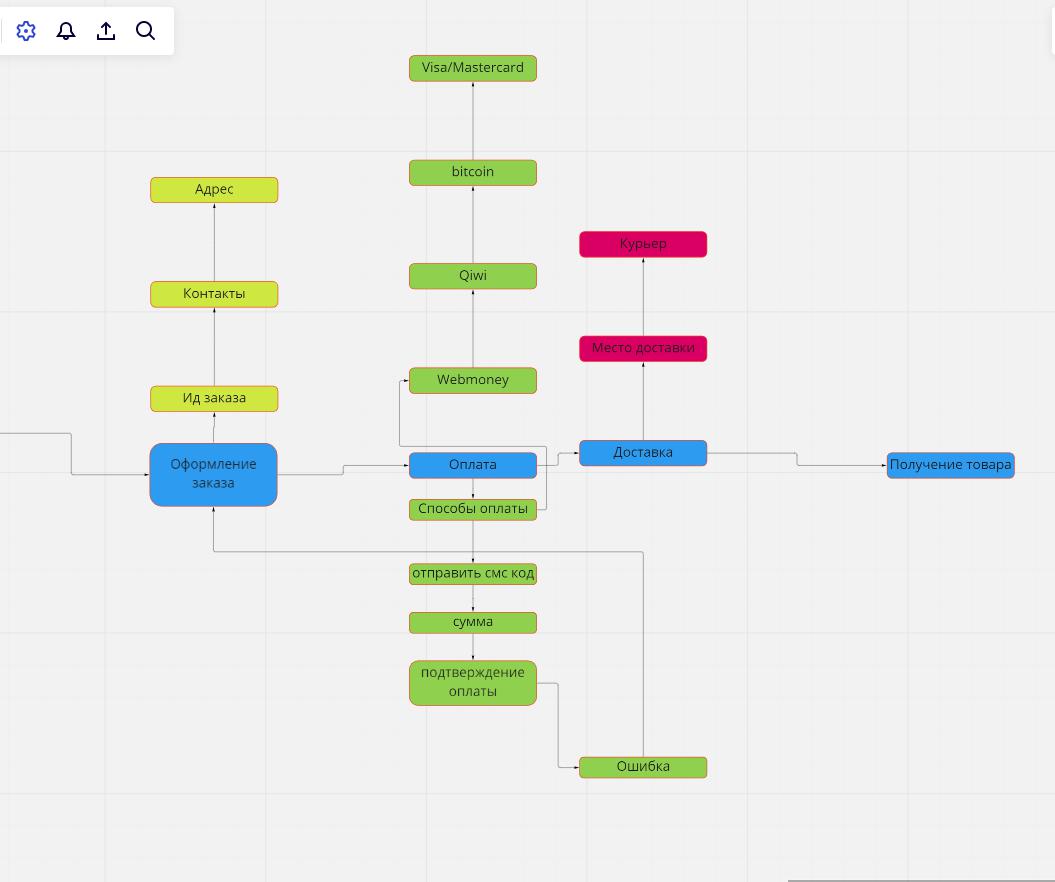 Visa/Mastercard
bitcoin
Адрес
Курьер
Qiwi
Контакты
Место доставки
Webmoney
Ид заказа
Оформление
заказа
Оплата
Доставка
Получение товара
Способы оплаты
отправить смс код
сумма
подтверждение
оплаты
Ошибка